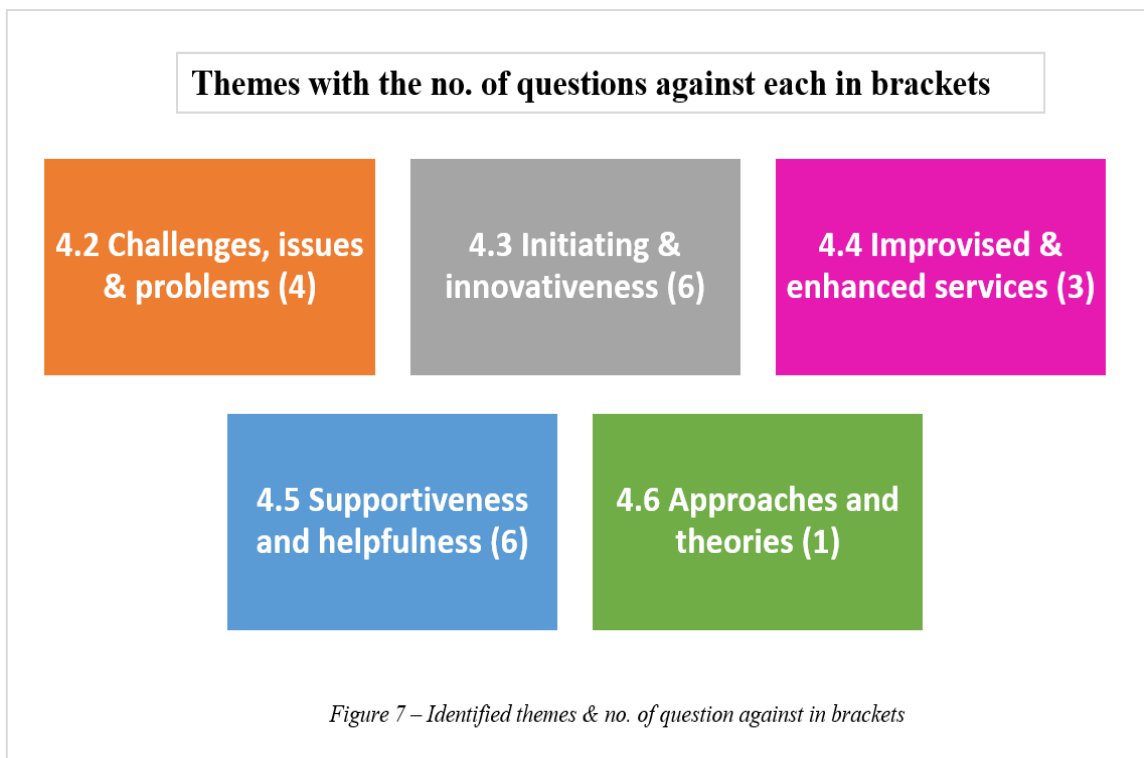 Themes with the no. of questions against each in brackets
4.2 Challenges, issues
& problems (4)
4.3 Initiating &
innovativeness (6)
4.4 Improvised &
enhanced services (3)
4.5 Supportiveness
and helpfulness (6)
4.6 Approaches and
theories (1)
Figure 7 – Identified themes & no. of question against in brackets